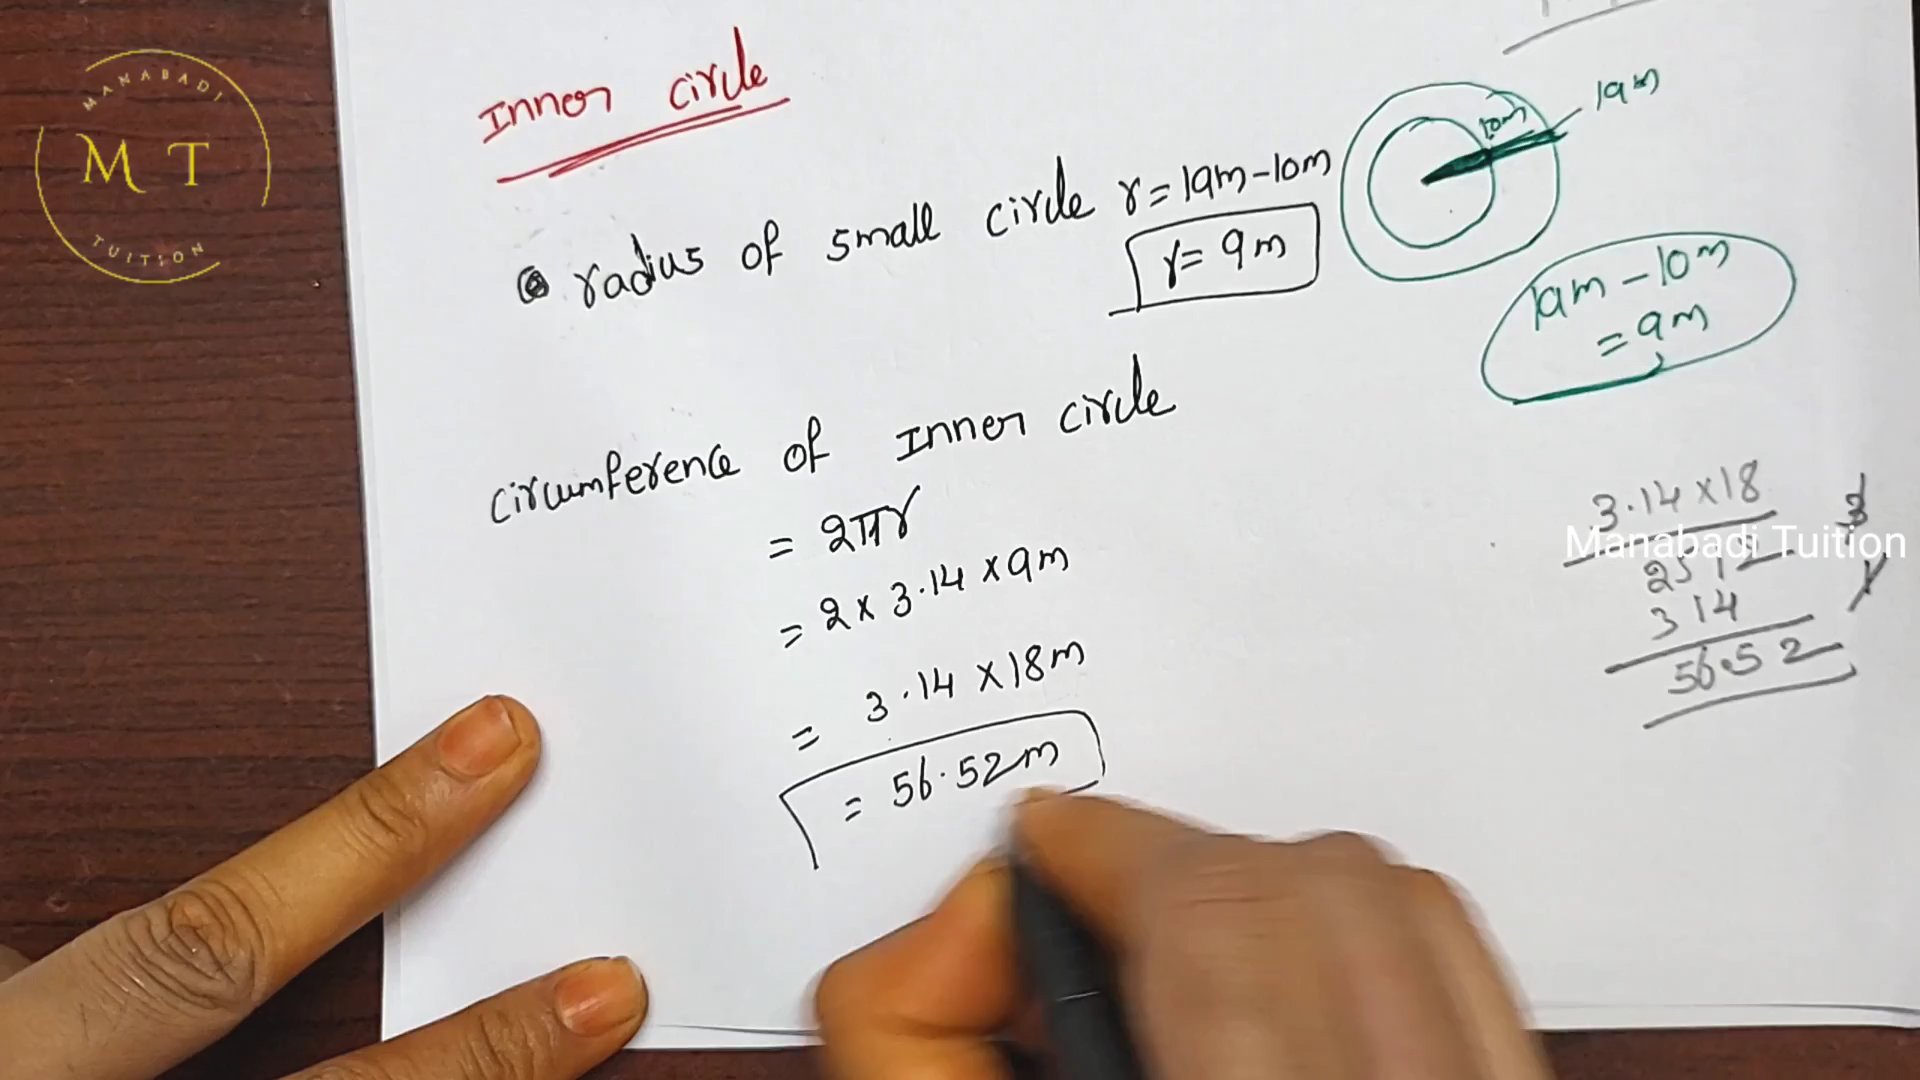 MANABADI
M T
TUITION
Inner circle
radius of small circle r = 19m - 10m
r = 9m
10m
19m
19m - 10m
= 9m
circumference of Inner circle
= 2πr
= 2 x 3.14 x 9m
= 3.14 x 18m
= 56.52m
3.14 x 18
Manabadi Tuition
2512
314
56.52